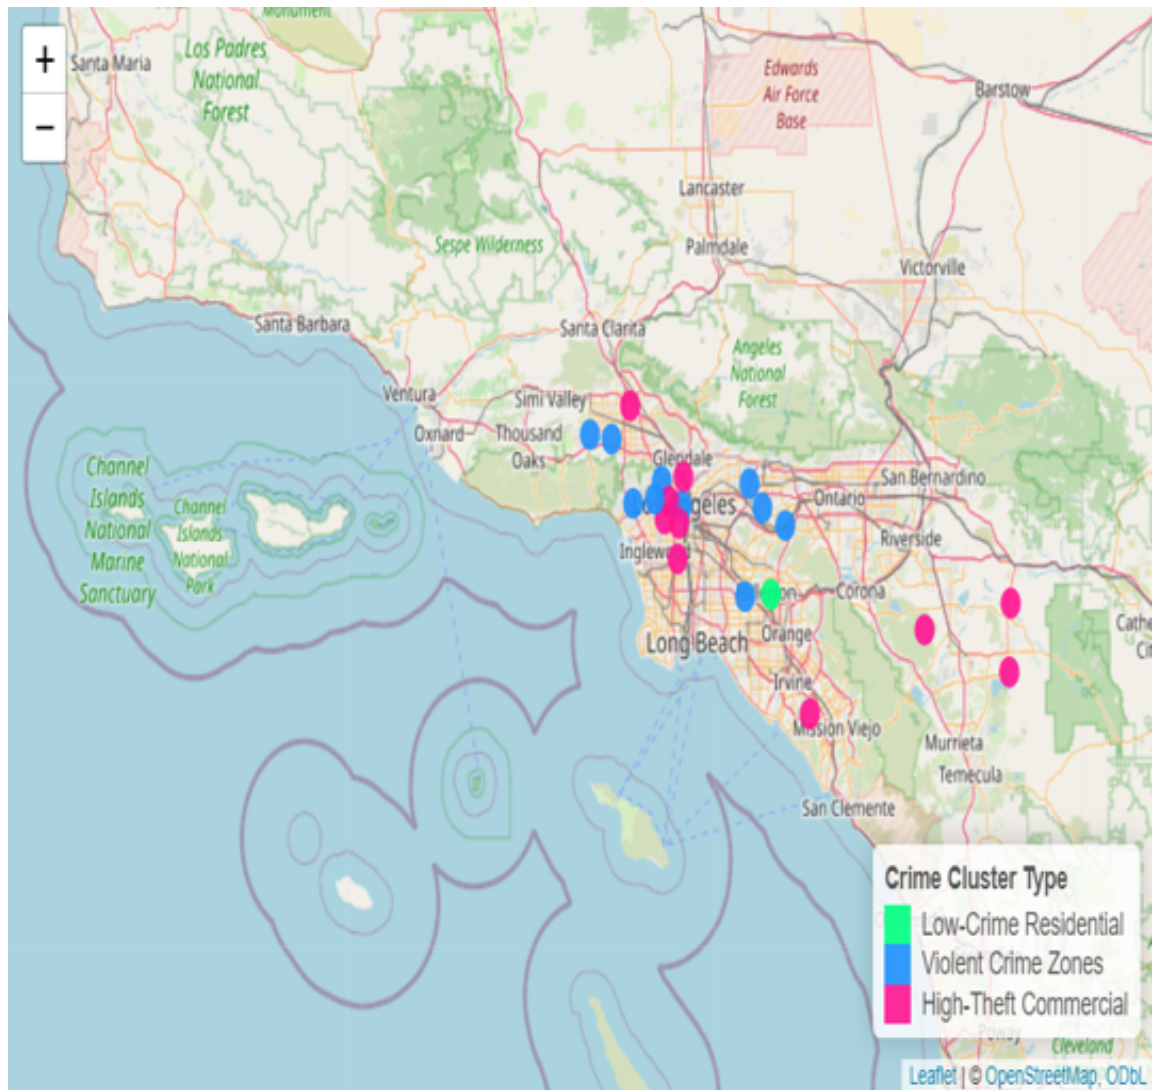 Monument
+
−
Santa Maria
Los Padres
National
Forest
Edwards
Air Force
Base
Barstow
Lancaster
Sespe Wilderness
Palmdale
Victorville
Santa Barbara
Santa Clarita
Angeles
National
Forest
Ventura
Simi Valley
Oxnard
Thousand
Oaks
Glendale
San Bernardino
Channel
Islands
National
Marine
Sanctuary
Channel
Islands
National
Park
geles
Ontario
Riverside
Inglewood
Corona
Long Beach
Orange
Irvine
Mission Viejo
Murrieta
Temecula
San Clemente
Crime Cluster Type
Low-Crime Residential
Violent Crime Zones
High-Theft Commercial
Poway
Cleveland
Leaflet | © OpenStreetMap, ODbL